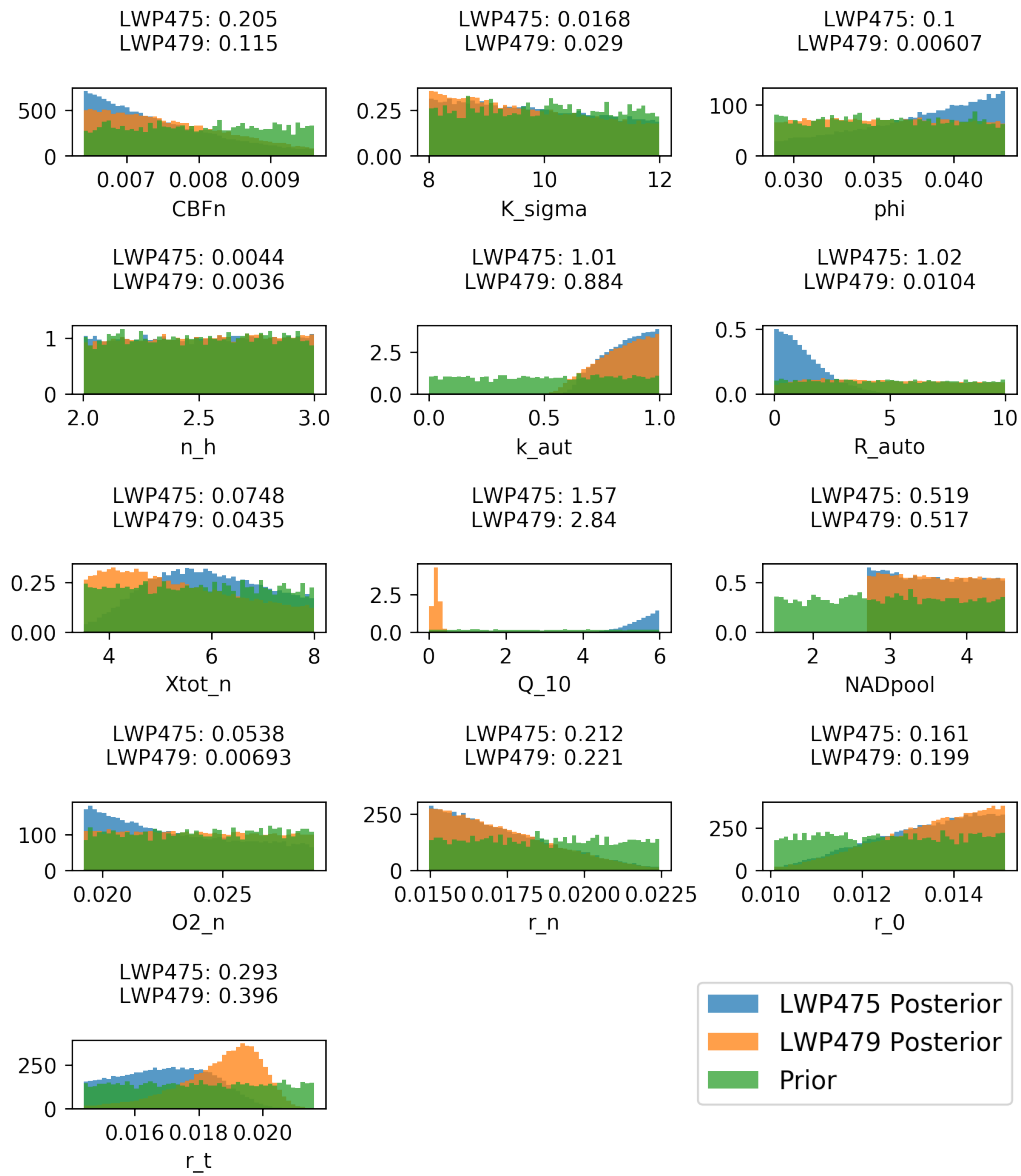 LWP475: 0.205
LWP479: 0.115
500
0
0.007 0.008 0.009
CBFn
LWP475: 0.0168
LWP479: 0.029
0.25
0.00
8 10 12
K_sigma
LWP475: 0.1
LWP479: 0.00607
100
0
0.030 0.035 0.040
phi
LWP475: 0.0044
LWP479: 0.0036
1
0
2.0 2.5 3.0
n_h
LWP475: 1.01
LWP479: 0.884
2.5
0.0
0.0 0.5 1.0
k_aut
LWP475: 1.02
LWP479: 0.0104
0.5
0.0
0 5 10
R_auto
LWP475: 0.0748
LWP479: 0.0435
0.25
0.00
4 6 8
Xtot_n
LWP475: 1.57
LWP479: 2.84
2.5
0.0
0 2 4 6
Q_10
LWP475: 0.519
LWP479: 0.517
0.5
0.0
2 3 4
NADpool
LWP475: 0.0538
LWP479: 0.00693
100
0
0.020 0.025
O2_n
LWP475: 0.212
LWP479: 0.221
250
0
0.0150 0.0175 0.0200 0.0225
r_n
LWP475: 0.161
LWP479: 0.199
250
0
0.010 0.012 0.014
r_0
LWP475: 0.293
LWP479: 0.396
250
0
0.016 0.018 0.020
r_t
LWP475 Posterior
LWP479 Posterior
Prior